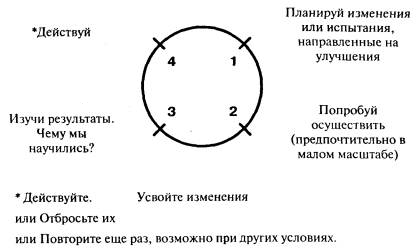 *Действуй
Планируй изменения
или испытания,
направленные на
улучшения
4
1
3
2
Изучи результаты.
Чему мы
научились?
Попробуй
осуществить
(предпочтительно в
малом масштабе)
* Действуйте. Усвойте изменения
или Отбросьте их
или Повторите еще раз, возможно при других условиях.